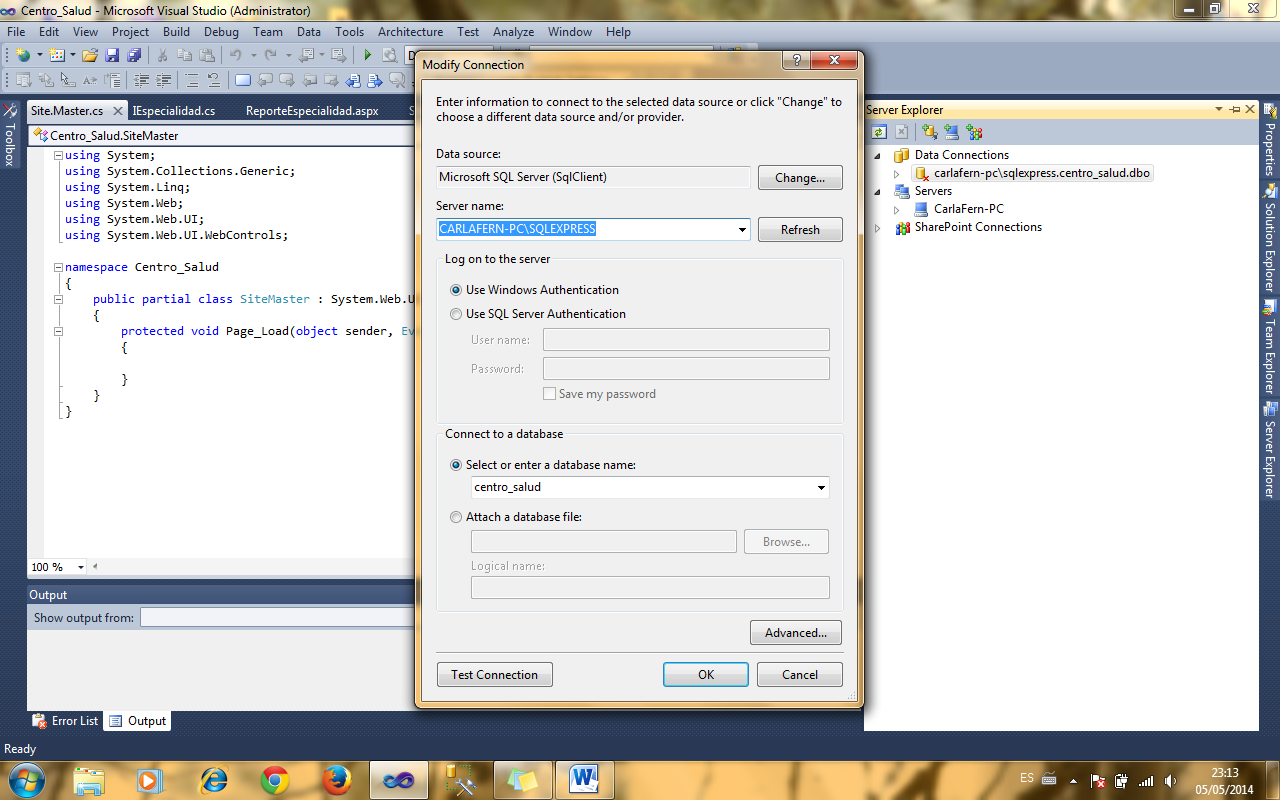 Centro_Salud - Microsoft Visual Studio (Administrator)
File Edit View Project Build Debug Team Data Tools Architecture Test Analyze Window Help
Modify Connection
Enter information to connect to the selected data source or click "Change" to
choose a different data source and/or provider.
Data source:
Microsoft SQL Server (SqlClient)
Change...
Server name:
CARLAFERN-PC\SQLEXPRESS
Refresh
Log on to the server
Use Windows Authentication
Use SQL Server Authentication
User name:
Password:
Save my password
Connect to a database
Select or enter a database name:
centro_salud
Attach a database file:
Browse...
Logical name:
Advanced...
Test Connection
OK
Cancel
Toolbox
Site.Master.cs
IEspecialidad.cs
ReporteEspecialidad.aspx
Centro_Salud.SiteMaster
using System;
using System.Collections.Generic;
using System.Linq;
using System.Web;
using System.Web.UI;
using System.Web.UI.WebControls;
namespace Centro_Salud
{
public partial class SiteMaster : System.Web.U
{
protected void Page_Load(object sender, Ev
{
}
}
}
100 %
Output
Show output from:
Error List
Output
Ready
Server Explorer
Data Connections
carlafern-pc\sqlexpress.centro_salud.dbo
Servers
CarlaFern-PC
SharePoint Connections
Properties
Solution Explorer
Team Explorer
Server Explorer
ES
23:13
05/05/2014